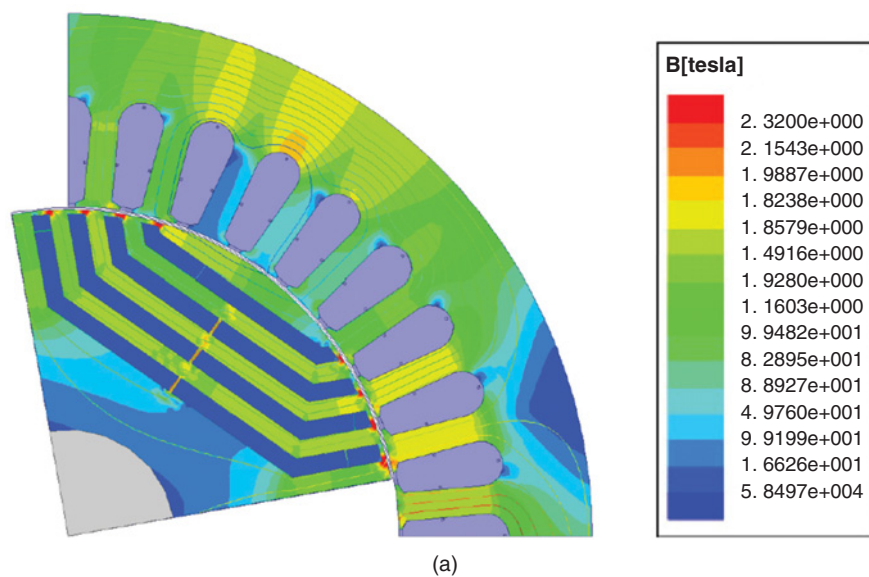 B[tesla]
2. 3200e+000
2. 1543e+000
1. 9887e+000
1. 8238e+000
1. 8579e+000
1. 4916e+000
1. 9280e+000
1. 1603e+000
9. 9482e+001
8. 2895e+001
8. 8927e+001
4. 9760e+001
9. 9199e+001
1. 6626e+001
5. 8497e+004
(a)